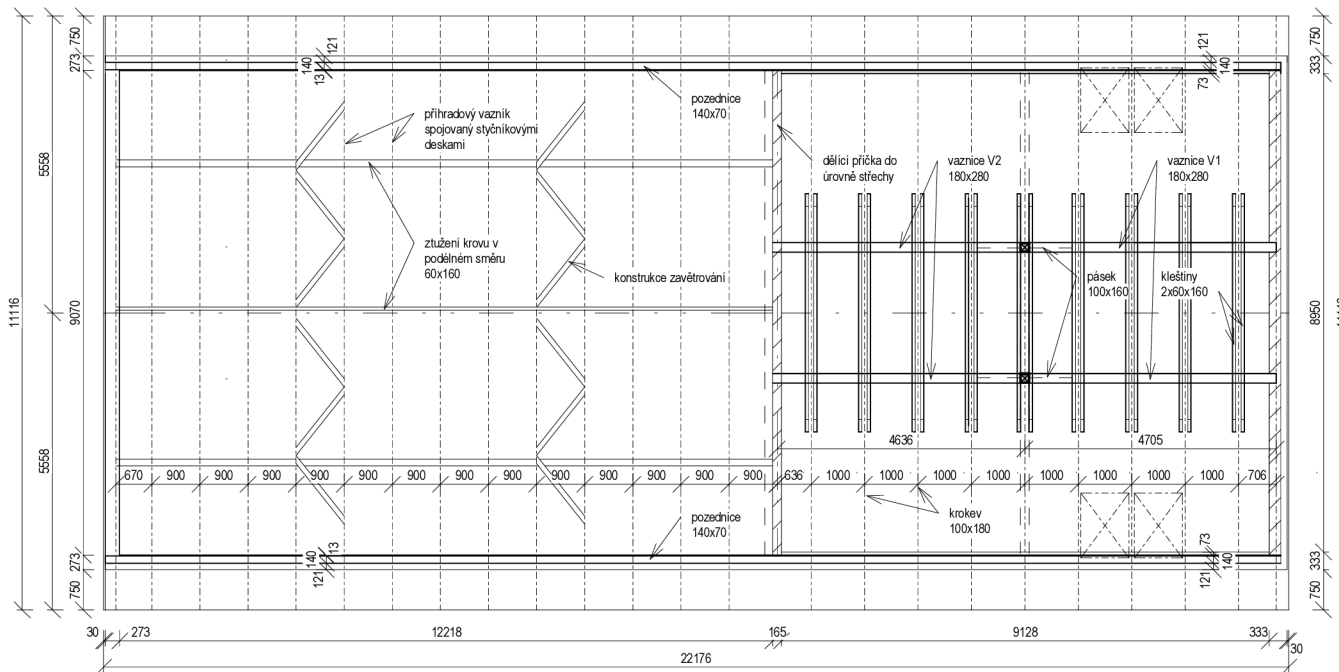 750
273
5558
9070
11116
5558
273
750
121
140
13
pozednice
140x70
příhradový vazník
spojovaný styčníkovými
deskami
ztužení krovu v
podélném směru
60x160
konstrukce zavětrování
dělicí příčka do
úrovně střechy
vaznice V2
180x280
vaznice V1
180x280
pásek
100x160
kleštiny
2x60x160
121
140
73
750
333
8950
333
750
4636
4705
670 900 900 900 900 900 900 900 900 900 900 900 900 900 636 1000 1000 1000 1000 1000 1000 1000 1000 706
krokev
100x180
pozednice
140x70
13
140
121
73
140
121
30 273 12218 165 9128 333 30
22176